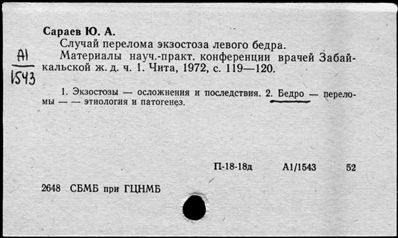 Сараев Ю. А.
Случай перелома экзостоза левого бедра.
А1
1543
Материалы науч.-практ. конференции врачей Забай-
кальской ж. д. ч. 1. Чита, 1972, с. 119—120.
1. Экзостозы — осложнения и последствия. 2. Бедро — перело-
мы — — этиология и патогенез.
П-18-18д А1/1543 52
2648 СБМБ при ГЦНМБ